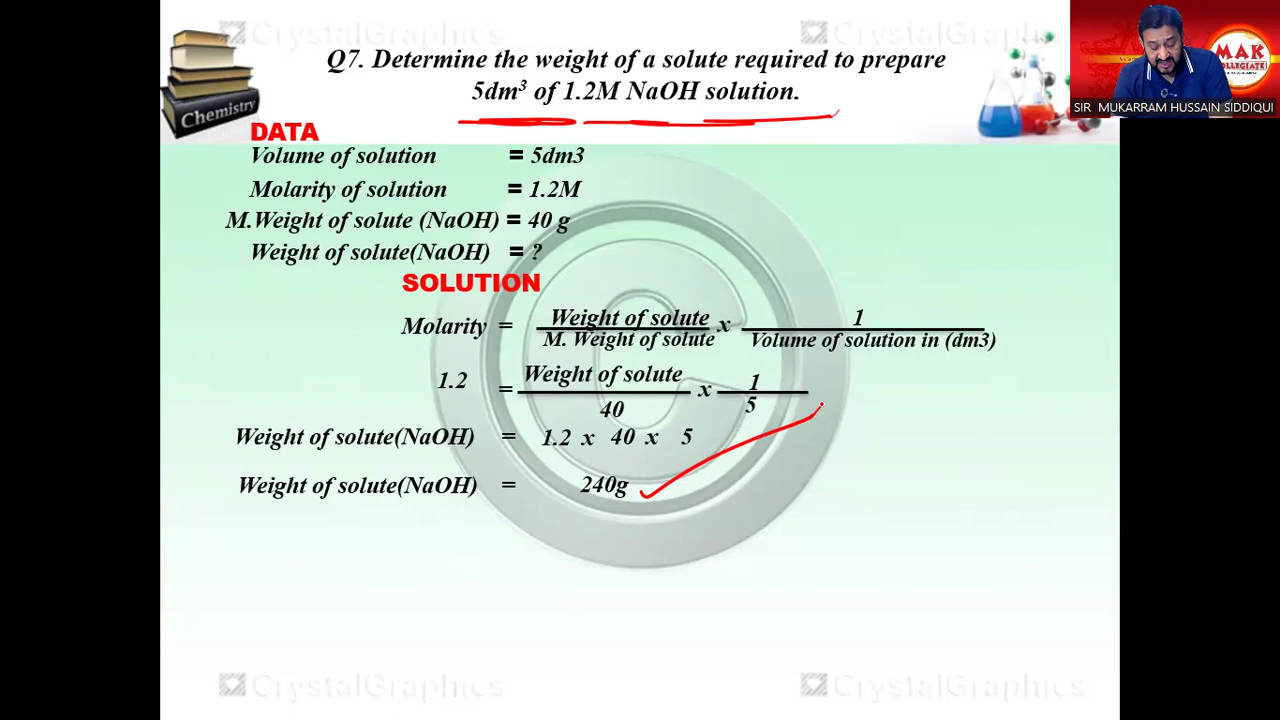 CrystalGraphics
CrystalGraphics
Q7. Determine the weight of a solute required to prepare
5dm³ of 1.2M NaOH solution.
Chemistry
MAK
COLLEGIATE
SIR MUKARRAM HUSSAIN SIDDIQUI
DATA
Volume of solution = 5dm3
Molarity of solution = 1.2M
M.Weight of solute (NaOH) = 40 g
Weight of solute(NaOH) = ?
SOLUTION
Molarity = Weight of solute x 1
M. Weight of solute Volume of solution in (dm3)
1.2 = Weight of solute x 1
40 5
Weight of solute(NaOH) = 1.2 x 40 x 5
Weight of solute(NaOH) = 240g
CrystalGraphics
CrystalGraphics